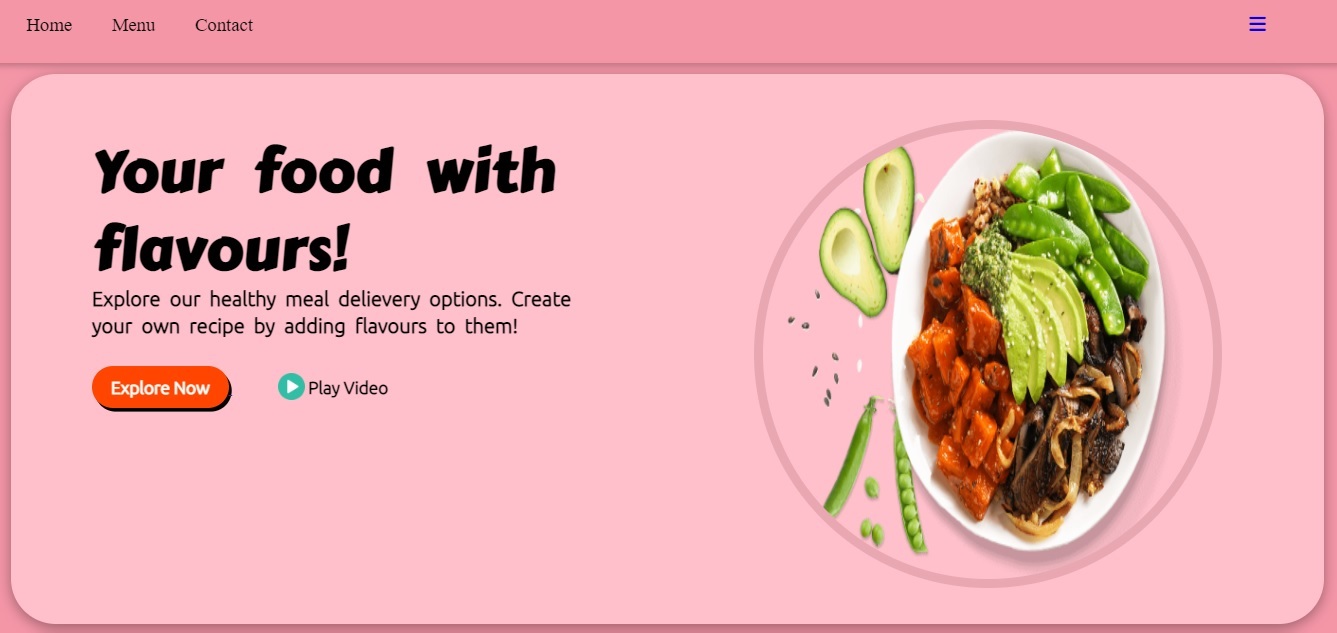 Home Menu Contact
Your food with
flavours!
Explore our healthy meal delievery options. Create
your own recipe by adding flavours to them!
Explore Now Play Video